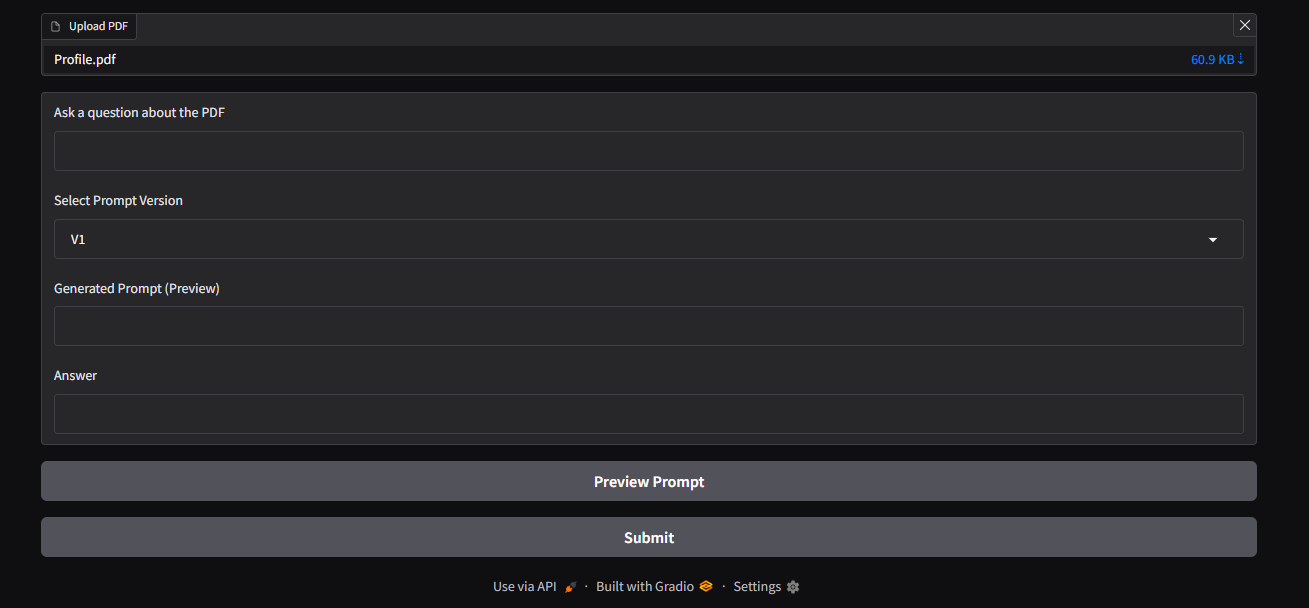 Upload PDF
Profile.pdf 60.9 KB ⇣
Ask a question about the PDF
Select Prompt Version
V1
Generated Prompt (Preview)
Answer
Preview Prompt
Submit
Use via API · Built with Gradio · Settings